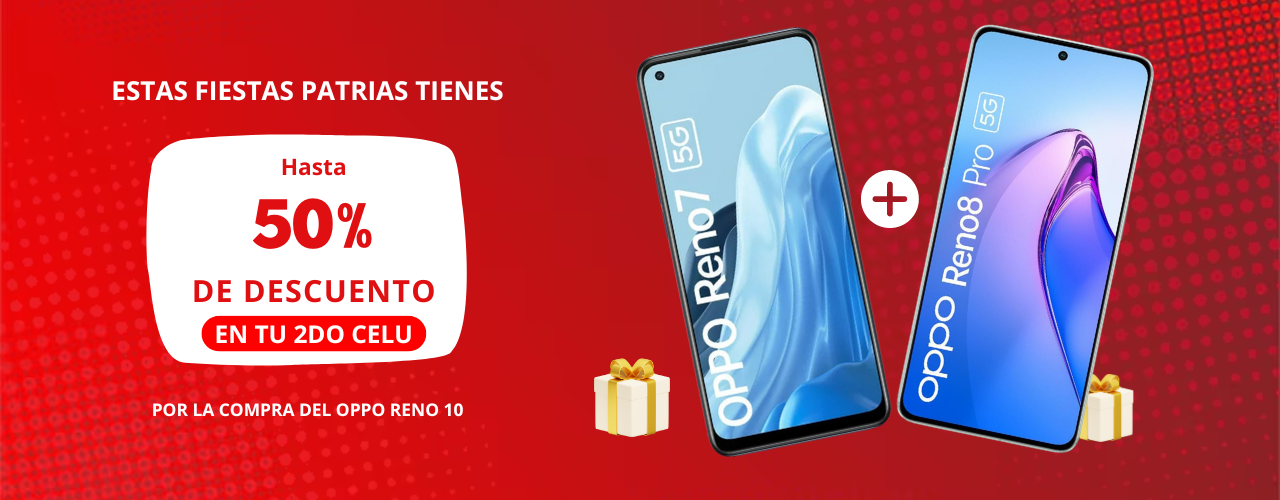 ESTAS FIESTAS PATRIAS TIENES
Hasta
50%
DE DESCUENTO
EN TU 2DO CELU
POR LA COMPRA DEL OPPO RENO 10
OPPO Reno7 5G
oppo Reno8 Pro 5G